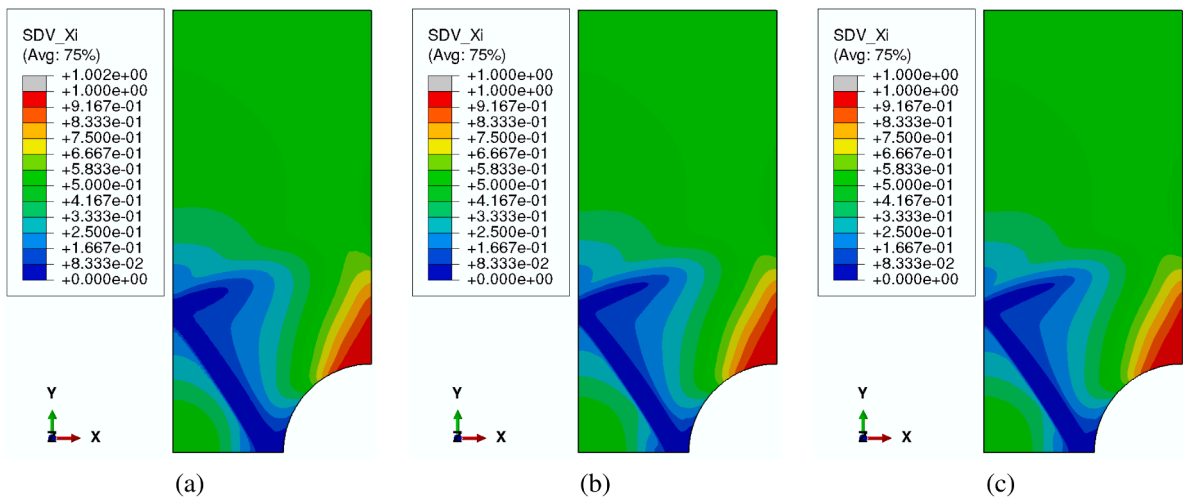 SDV_Xi
(Avg: 75%)
+1.002e+00
+1.000e+00
+9.167e-01
+8.333e-01
+7.500e-01
+6.667e-01
+5.833e-01
+5.000e-01
+4.167e-01
+3.333e-01
+2.500e-01
+1.667e-01
+8.333e-02
+0.000e+00
Y
Z
X
(a)
SDV_Xi
(Avg: 75%)
+1.000e+00
+1.000e+00
+9.167e-01
+8.333e-01
+7.500e-01
+6.667e-01
+5.833e-01
+5.000e-01
+4.167e-01
+3.333e-01
+2.500e-01
+1.667e-01
+8.333e-02
+0.000e+00
Y
Z
X
(b)
SDV_Xi
(Avg: 75%)
+1.000e+00
+1.000e+00
+9.167e-01
+8.333e-01
+7.500e-01
+6.667e-01
+5.833e-01
+5.000e-01
+4.167e-01
+3.333e-01
+2.500e-01
+1.667e-01
+8.333e-02
+0.000e+00
Y
Z
X
(c)